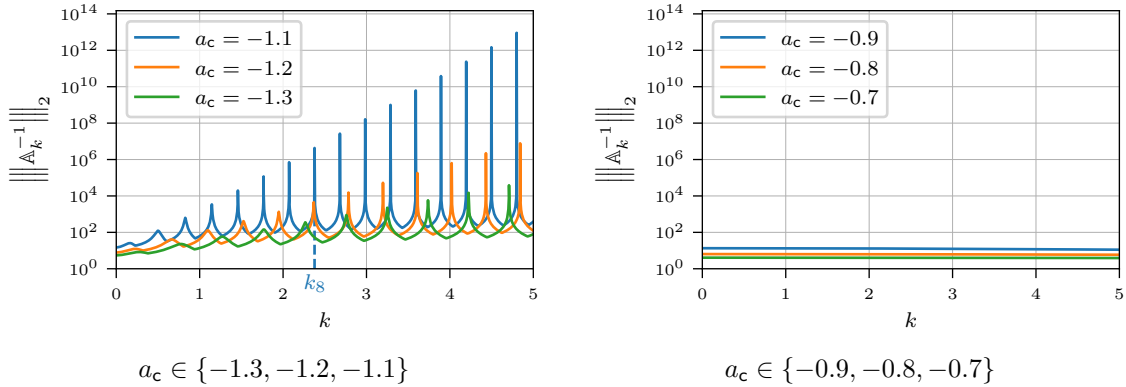 10^14
10^12
10^10
10^8
10^6
10^4
10^2
10^0
|||𝔸_k^{-1}|||_2
a_c = −1.1
a_c = −1.2
a_c = −1.3
k_8
0 1 2 3 4 5
k
a_c ∈ {−1.3, −1.2, −1.1}
10^14
10^12
10^10
10^8
10^6
10^4
10^2
10^0
|||𝔸_k^{-1}|||_2
a_c = −0.9
a_c = −0.8
a_c = −0.7
0 1 2 3 4 5
k
a_c ∈ {−0.9, −0.8, −0.7}